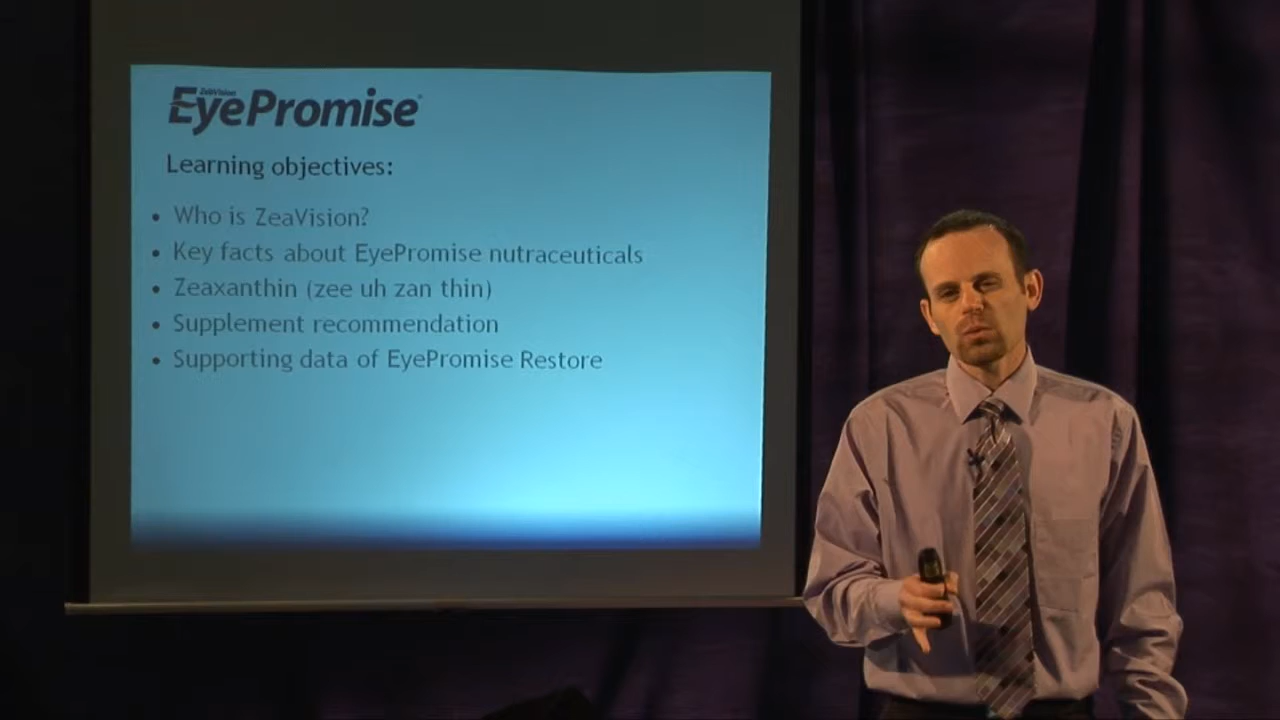 ZeaVision
EyePromise
Learning objectives:
• Who is ZeaVision?
• Key facts about EyePromise nutraceuticals
• Zeaxanthin (zee uh zan thin)
• Supplement recommendation
• Supporting data of EyePromise Restore